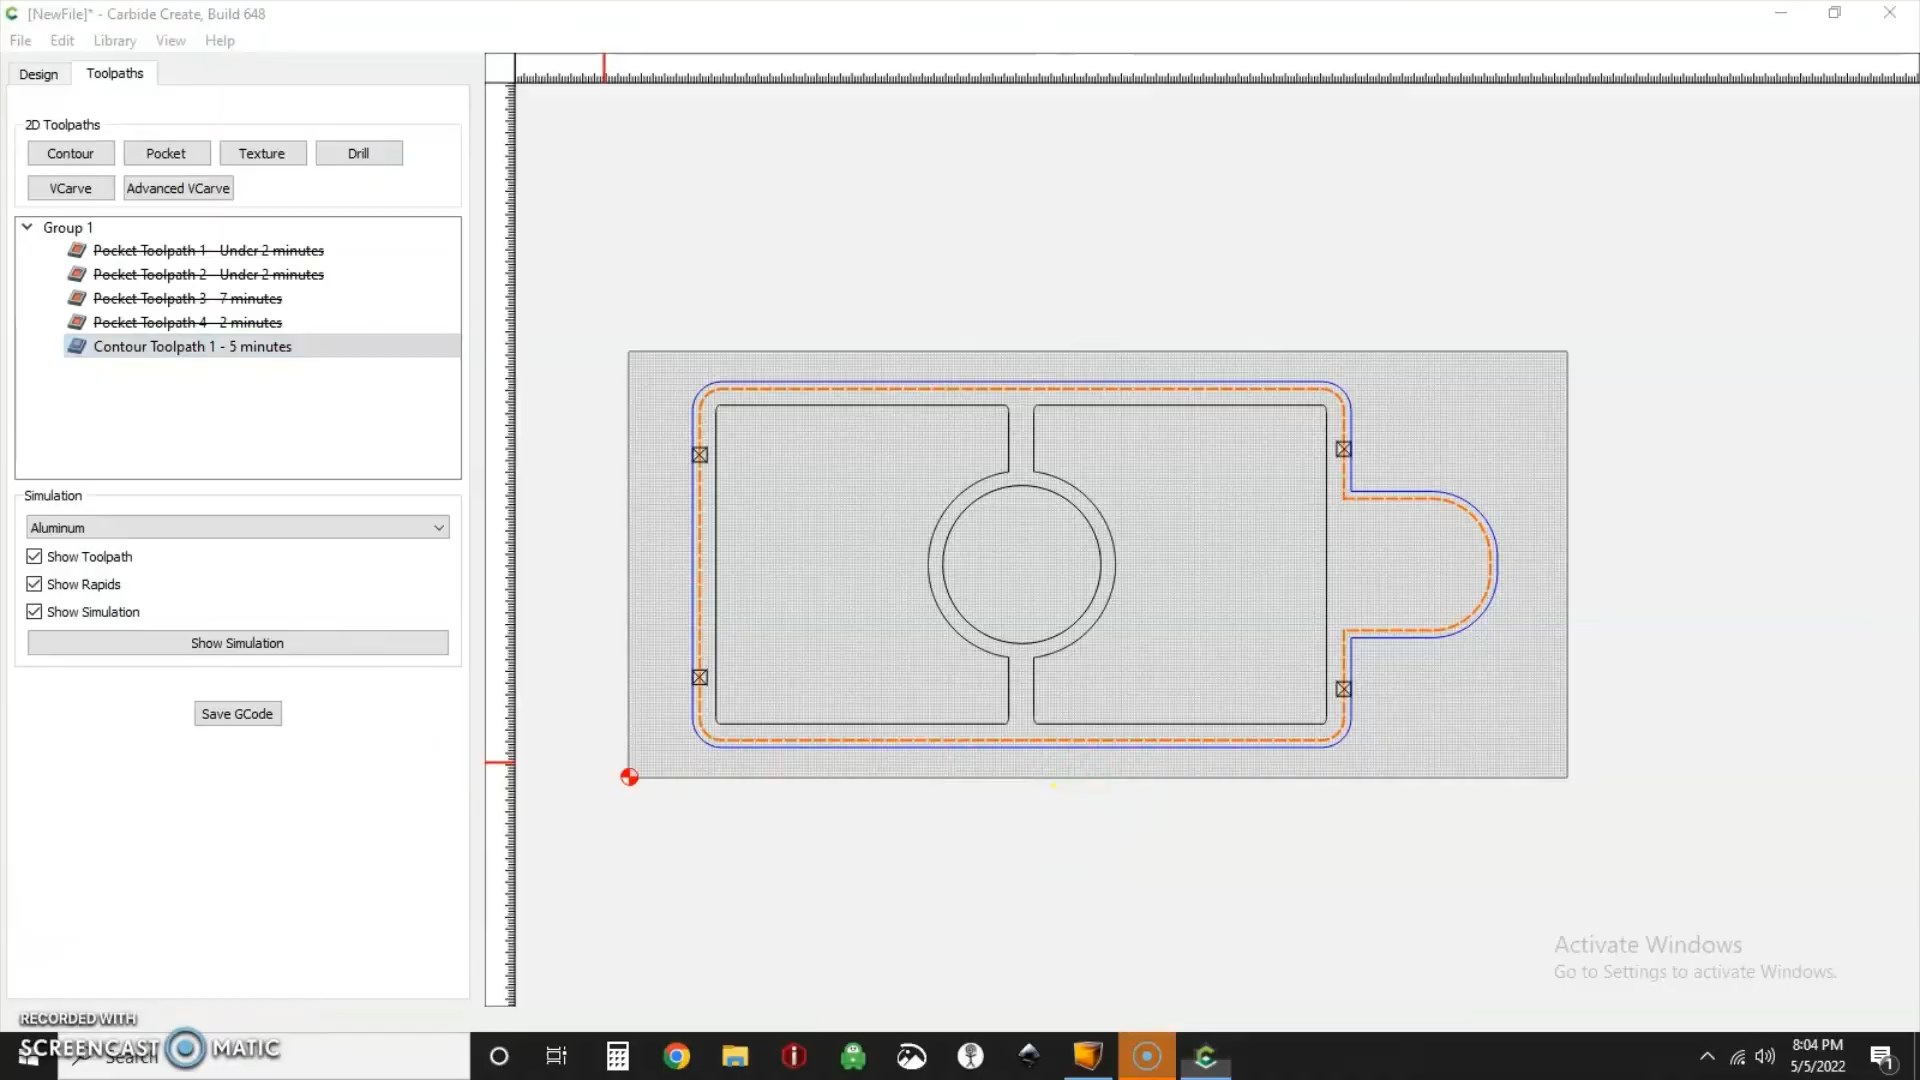 [NewFile]* - Carbide Create, Build 648
File Edit Library View Help
Design Toolpaths
2D Toolpaths
Contour Pocket Texture Drill
VCarve Advanced VCarve
Group 1
Pocket Toolpath 1 - Under 2 minutes
Pocket Toolpath 2 - Under 2 minutes
Pocket Toolpath 3 - 7 minutes
Pocket Toolpath 4 - 2 minutes
Contour Toolpath 1 - 5 minutes
Simulation
Aluminum
Show Toolpath
Show Rapids
Show Simulation
Show Simulation
Save GCode
Activate Windows
Go to Settings to activate Windows.
RECORDED WITH
SCREENCAST MATIC
Search
8:04 PM
5/5/2022
1